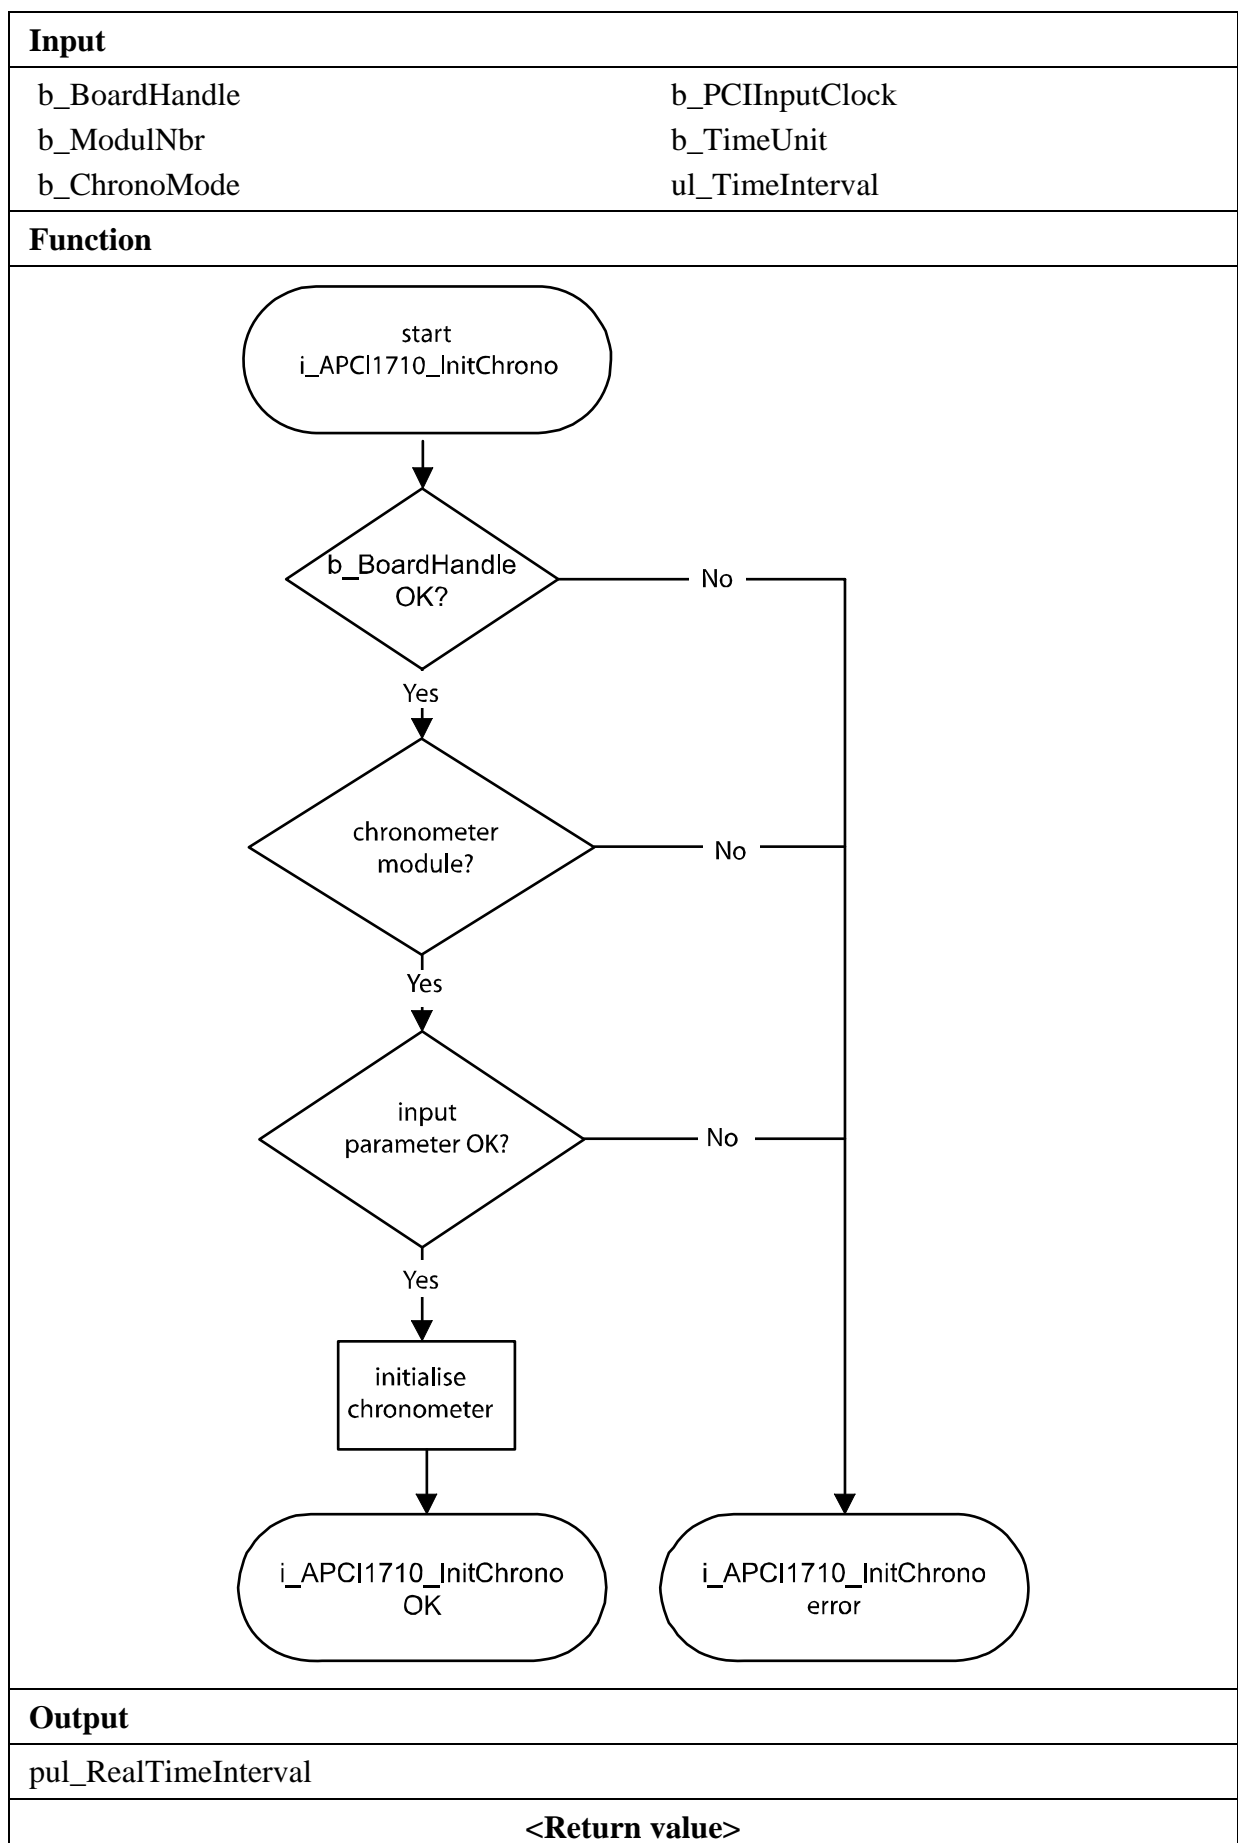 Input
b_BoardHandle b_PCIInputClock
b_ModulNbr b_TimeUnit
b_ChronoMode ul_TimeInterval
Function
start
i_APCI1710_InitChrono
b_BoardHandle
OK?
No
Yes
chronometer
module?
No
Yes
input
parameter OK?
No
Yes
initialise
chronometer
i_APCI1710_InitChrono
OK
i_APCI1710_InitChrono
error
Output
pul_RealTimeInterval
<Return value>